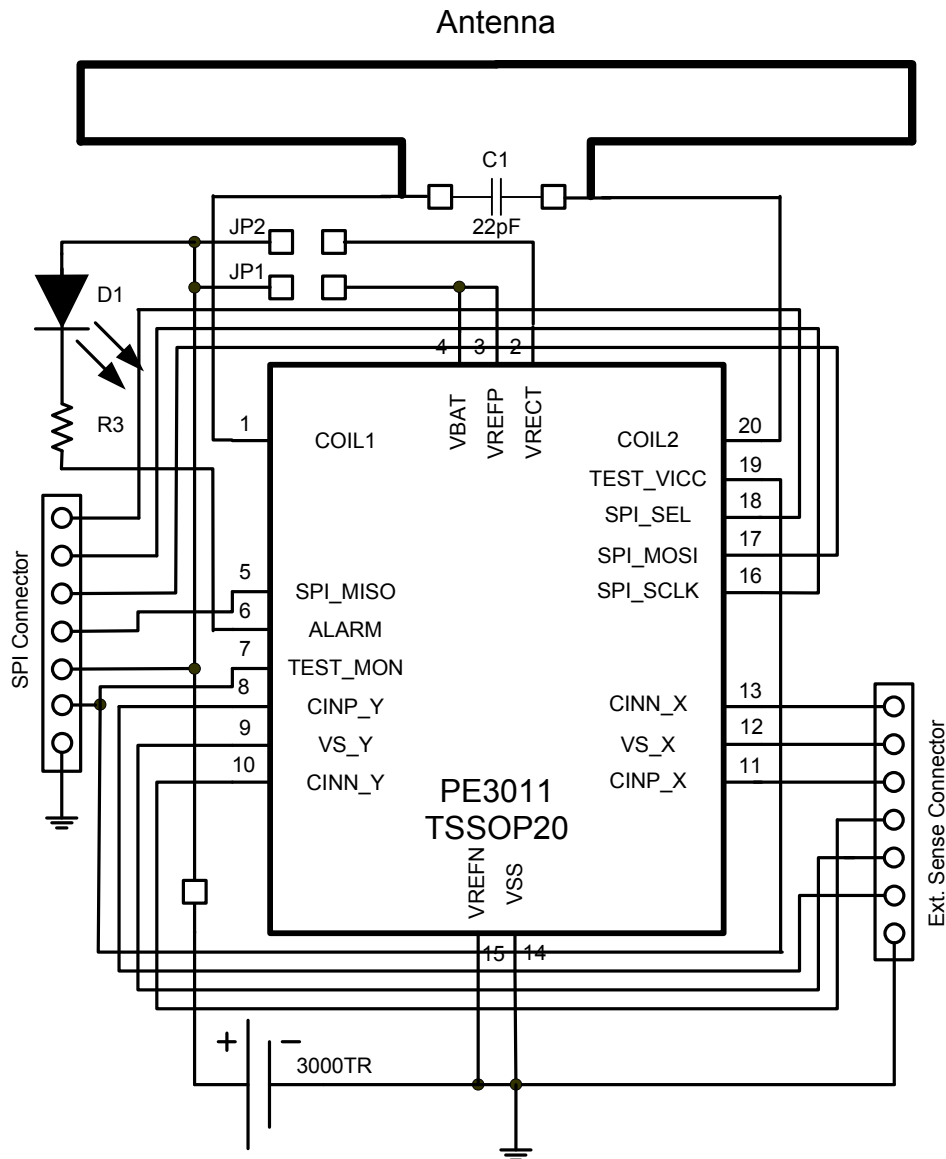 Antenna
C1
22pF
JP2
JP1
D1
R3
4 3 2
VBAT
VREFP
VRECT
1
COIL1
COIL2
20
TEST_VICC
19
SPI_SEL
18
SPI_MOSI
17
SPI_SCLK
16
SPI Connector
5
SPI_MISO
6
ALARM
7
TEST_MON
8
CINP_Y
9
VS_Y
10
CINN_Y
CINN_X
13
VS_X
12
CINP_X
11
PE3011
TSSOP20
VREFN
VSS
15 14
Ext. Sense Connector
+ −
3000TR